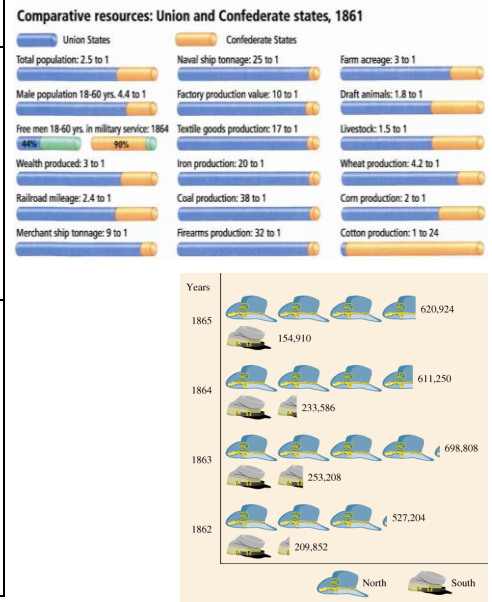 Comparative resources: Union and Confederate states, 1861
Union States
Confederate States
Total population: 2.5 to 1
Naval ship tonnage: 25 to 1
Farm acreage: 3 to 1
Male population 18-60 yrs. 4.4 to 1
Factory production value: 10 to 1
Draft animals: 1.8 to 1
Free men 18-60 yrs. in military service: 1864
44%
90%
Textile goods production: 17 to 1
Livestock: 1.5 to 1
Wealth produced: 3 to 1
Iron production: 20 to 1
Wheat production: 4.2 to 1
Railroad mileage: 2.4 to 1
Coal production: 38 to 1
Corn production: 2 to 1
Merchant ship tonnage: 9 to 1
Firearms production: 32 to 1
Cotton production: 1 to 24
Years
1865
620,924
154,910
1864
611,250
233,586
1863
698,808
253,208
1862
527,204
209,852
North
South